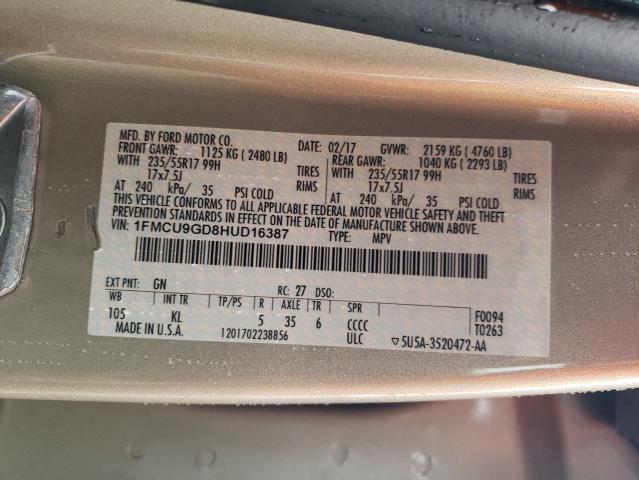 MFD. BY FORD MOTOR CO. DATE: 02/17 GVWR: 2159 KG ( 4760 LB)
FRONT GAWR: 1125 KG ( 2480 LB) REAR GAWR: 1040 KG ( 2293 LB)
WITH 235/55R17 99H TIRES WITH 235/55R17 99H TIRES
17x7.5J RIMS 17x7.5J RIMS
AT 240 kPa/ 35 PSI COLD AT 240 kPa/ 35 PSI COLD
THIS VEHICLE CONFORMS TO ALL APPLICABLE FEDERAL MOTOR VEHICLE SAFETY AND THEFT
PREVENTION STANDARDS IN EFFECT ON THE DATE OF MANUFACTURE SHOWN ABOVE.
VIN: 1FMCU9GD8HUD16387 TYPE: MPV
EXT PNT: GN RC: 27 DSO:
WB INT TR TP/PS R AXLE TR SPR F0094
105 KL 5 35 6 CCCC T0263
MADE IN U.S.A. 1201702238856 ULC ▽5U5A-3520472-AA